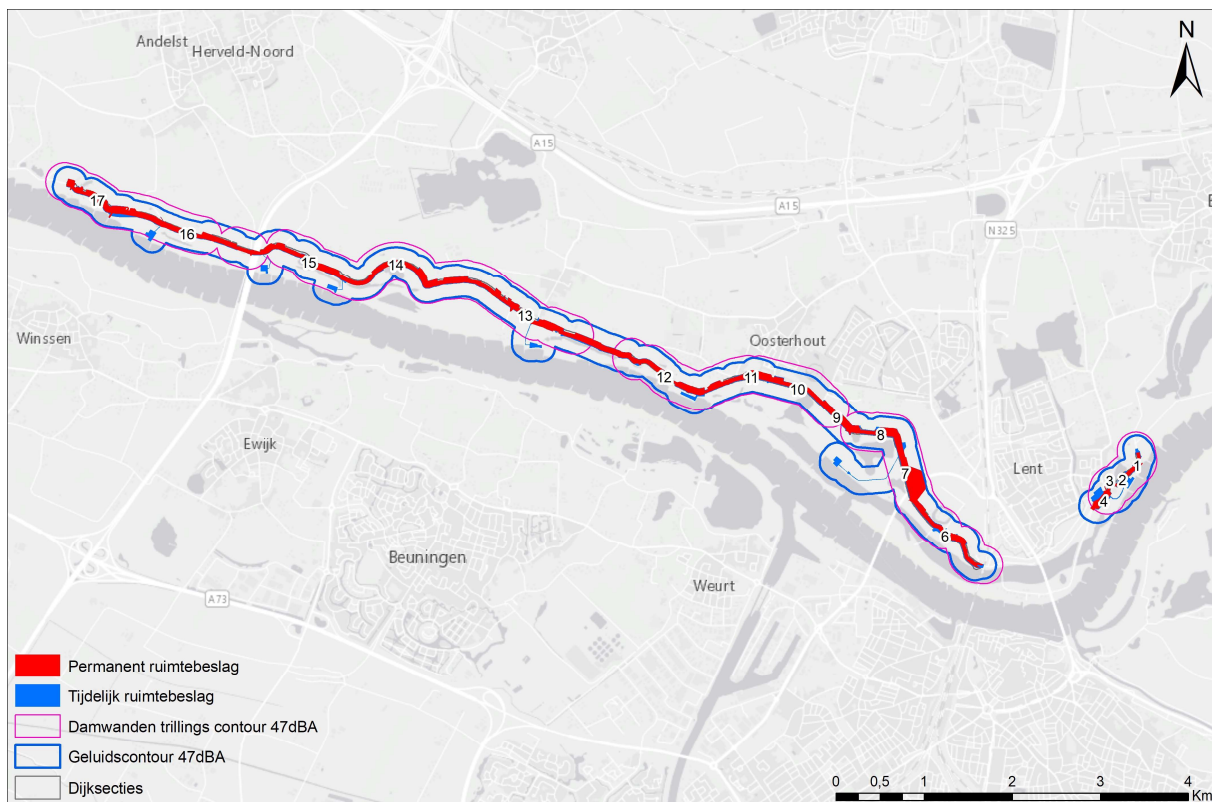 Andelst
Herveld-Noord
N
A15
A15
N325
17
16
15
14
13
12
11
10
9
8
7
6
1
2
3
4
Winssen
Oosterhout
Ewijk
Lent
Beuningen
Weurt
A73
Permanent ruimtebeslag
Tijdelijk ruimtebeslag
Damwanden trillings contour 47dBA
Geluidscontour 47dBA
Dijksecties
0 0,5 1 2 3 4
Km